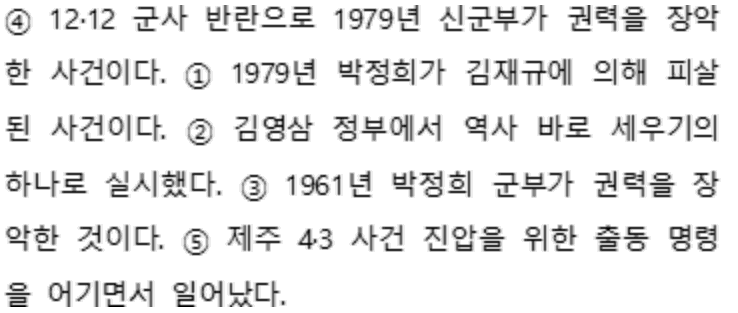 ④ 12·12 군사 반란으로 1979년 신군부가 권력을 장악
한 사건이다. ① 1979년 박정희가 김재규에 의해 피살
된 사건이다. ② 김영삼 정부에서 역사 바로 세우기의
하나로 실시했다. ③ 1961년 박정희 군부가 권력을 장
악한 것이다. ⑤ 제주 4·3 사건 진압을 위한 출동 명령
을 어기면서 일어났다.